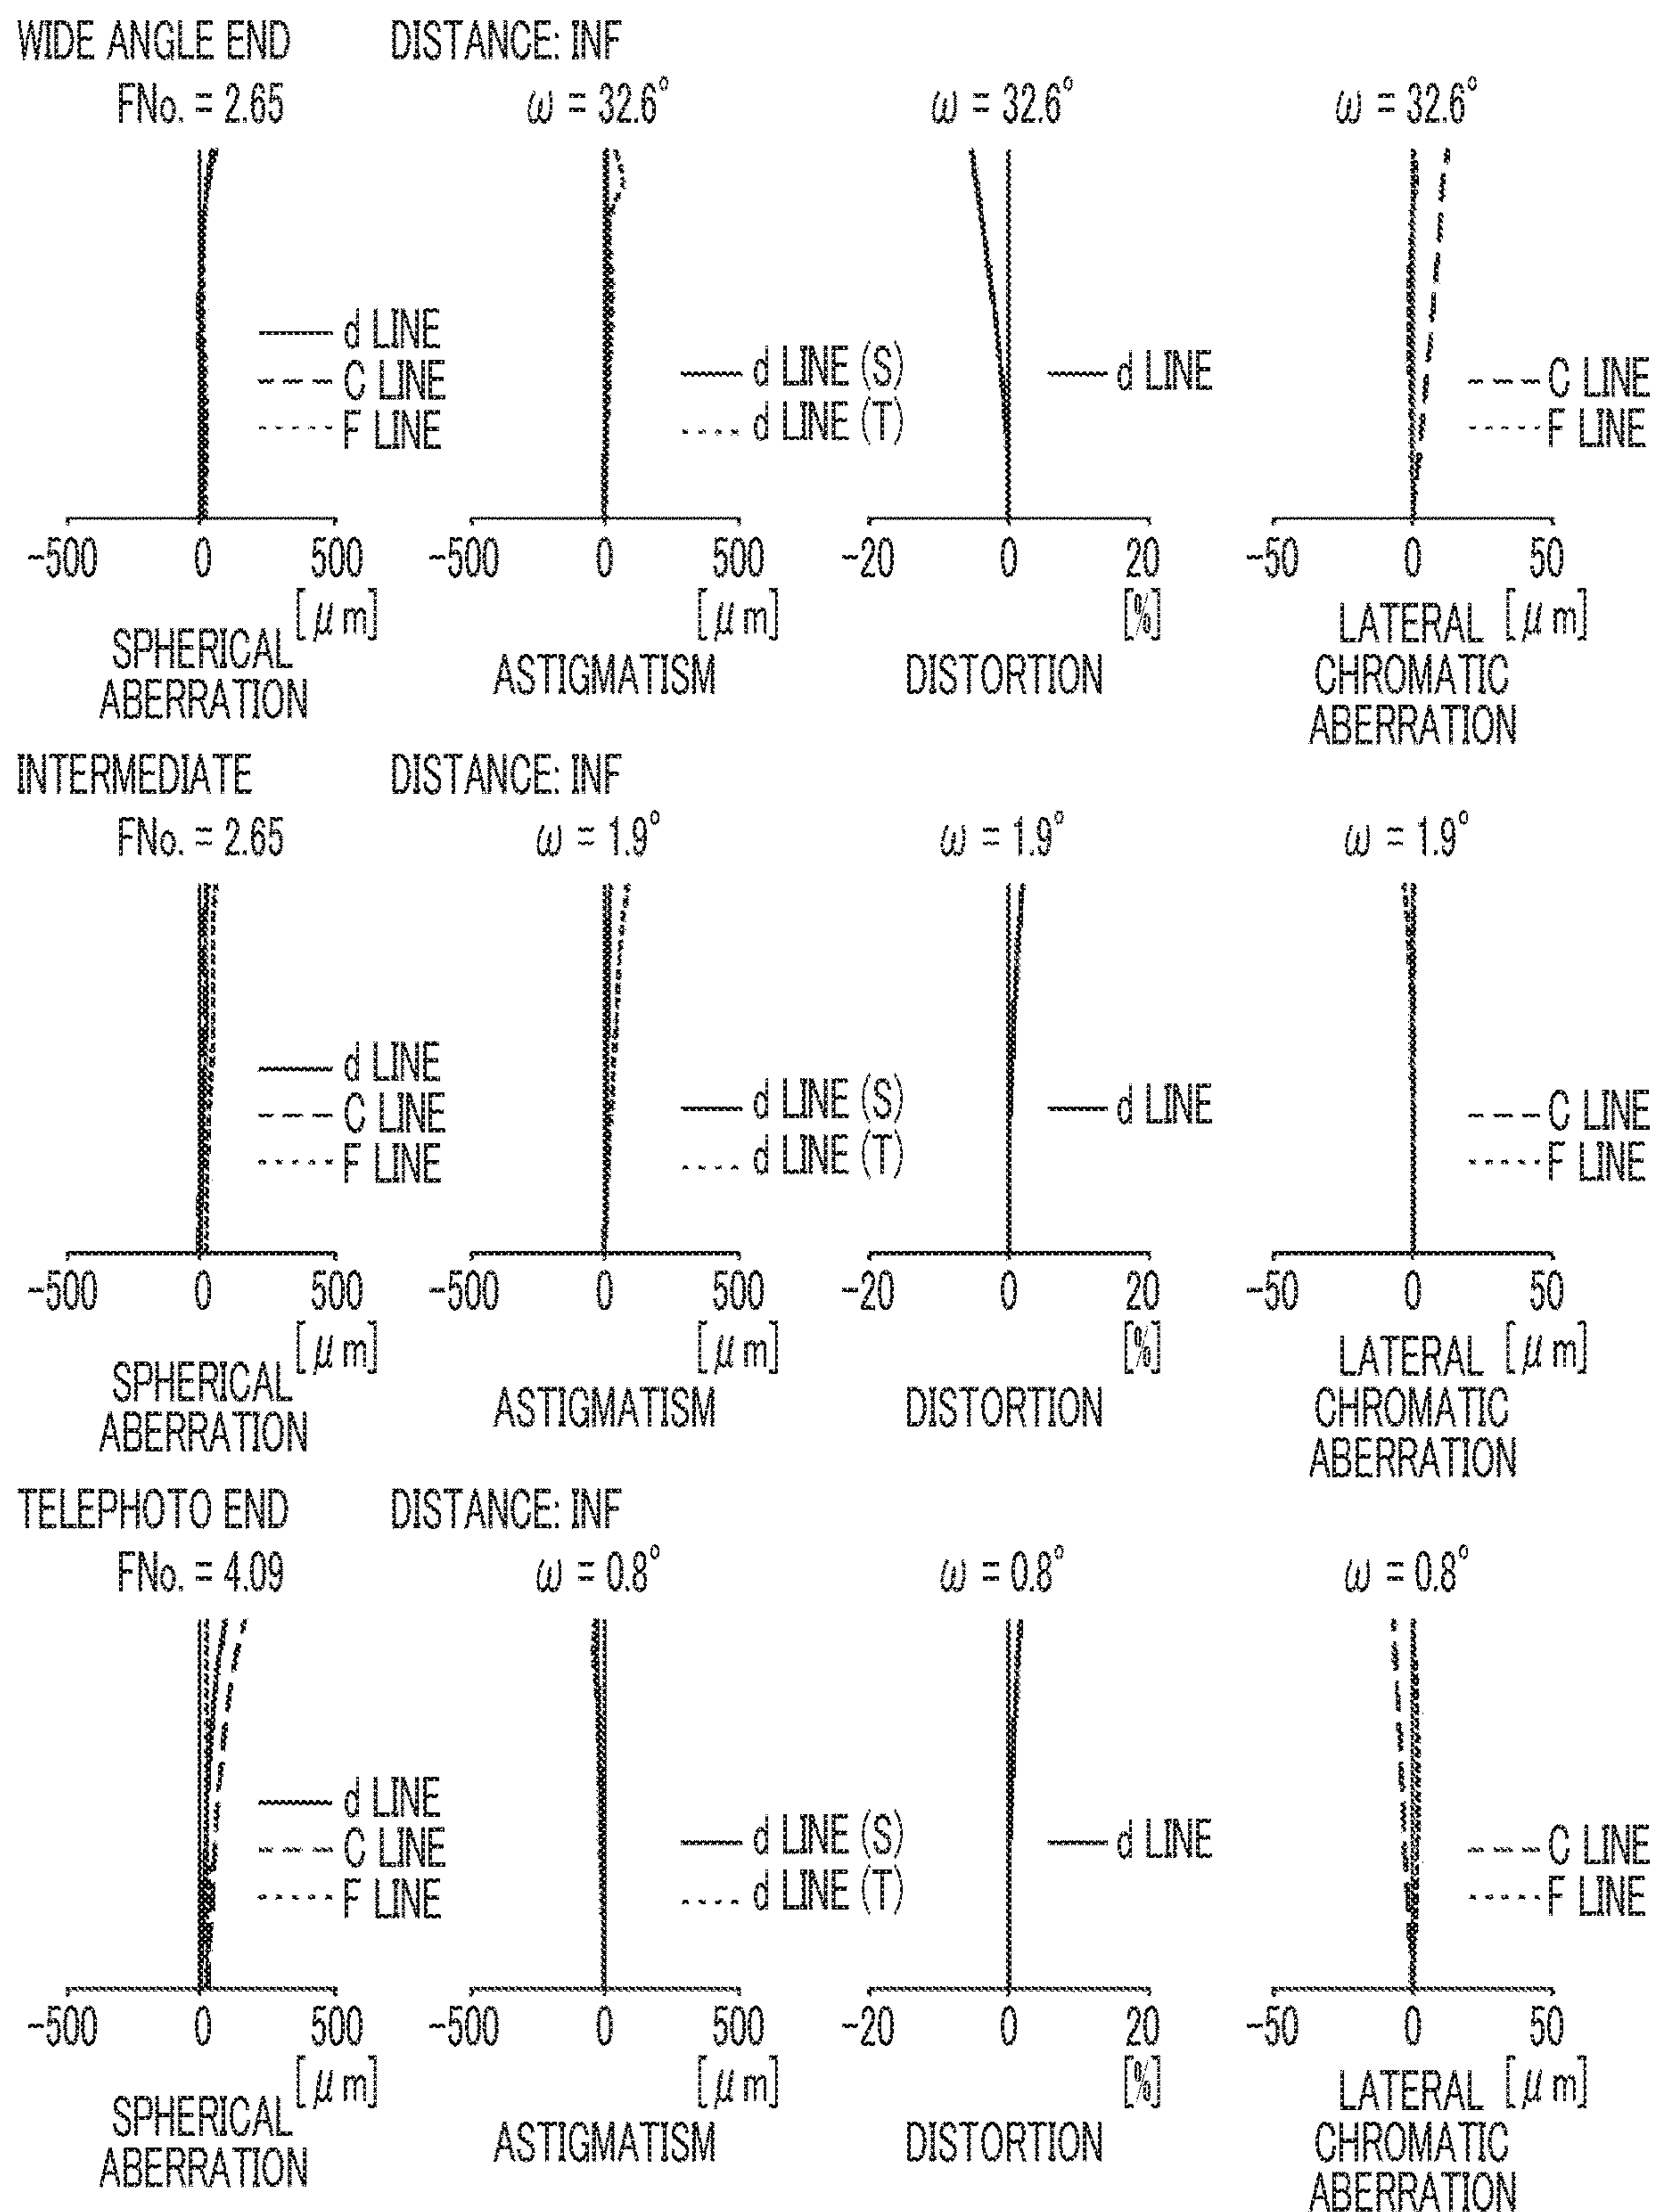 WIDE ANGLE END DISTANCE: INF
FNo. = 2.65 ω = 32.6° ω = 32.6° ω = 32.6°
d LINE
C LINE
F LINE
d LINE (S)
d LINE (T)
d LINE
C LINE
F LINE
-500 0 500 -500 0 500 -20 0 20 -50 0 50
[μm] [μm] [%] [μm]
SPHERICAL
ABERRATION
ASTIGMATISM
DISTORTION
LATERAL
CHROMATIC
ABERRATION
INTERMEDIATE DISTANCE: INF
FNo. = 2.65 ω = 1.9° ω = 1.9° ω = 1.9°
d LINE
C LINE
F LINE
d LINE (S)
d LINE (T)
d LINE
C LINE
F LINE
-500 0 500 -500 0 500 -20 0 20 -50 0 50
[μm] [μm] [%] [μm]
SPHERICAL
ABERRATION
ASTIGMATISM
DISTORTION
LATERAL
CHROMATIC
ABERRATION
TELEPHOTO END DISTANCE: INF
FNo. = 4.09 ω = 0.8° ω = 0.8° ω = 0.8°
d LINE
C LINE
F LINE
d LINE (S)
d LINE (T)
d LINE
C LINE
F LINE
-500 0 500 -500 0 500 -20 0 20 -50 0 50
[μm] [μm] [%] [μm]
SPHERICAL
ABERRATION
ASTIGMATISM
DISTORTION
LATERAL
CHROMATIC
ABERRATION